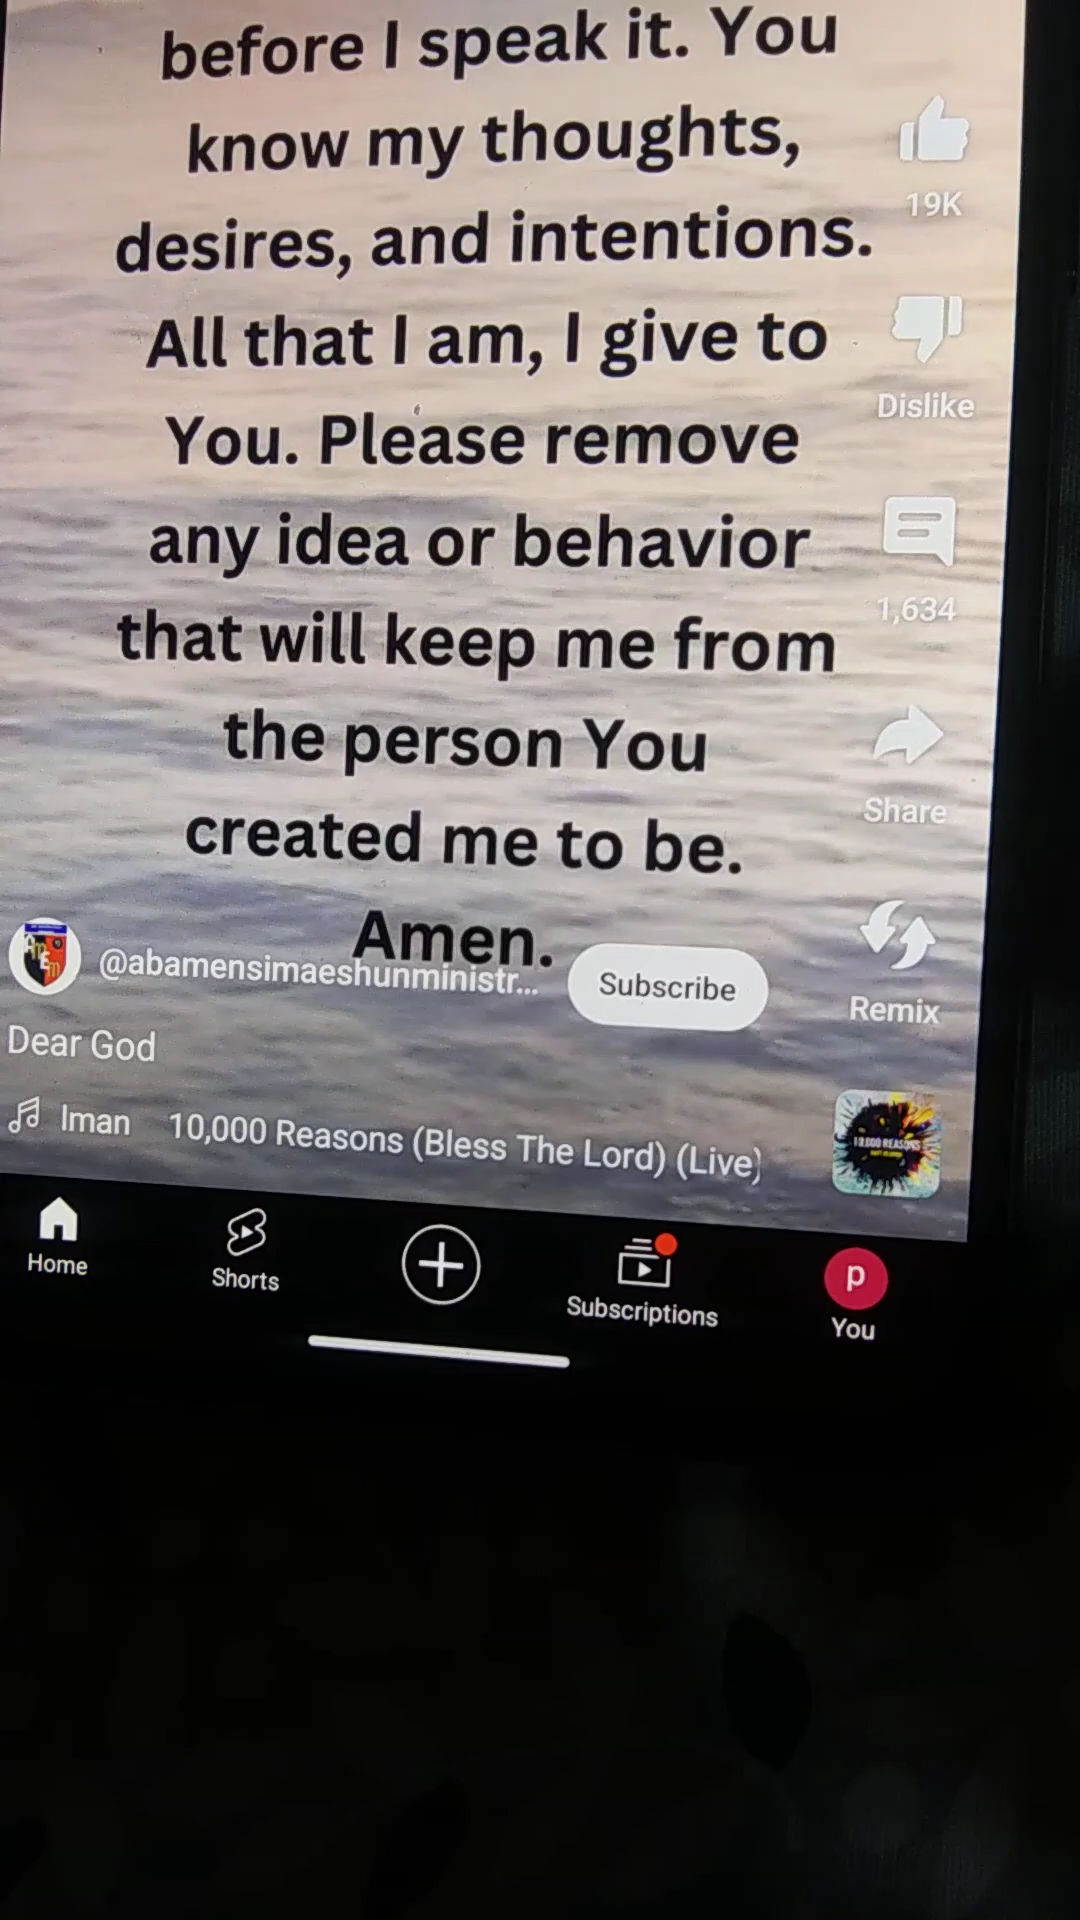 before I speak it. You
know my thoughts,
desires, and intentions.
All that I am, I give to
You. Please remove
any idea or behavior
that will keep me from
the person You
created me to be.
Amen.
19K
Dislike
1,634
Share
Remix
@abamensimaeshunministr...
Subscribe
Dear God
Iman 10,000 Reasons (Bless The Lord) (Live)
10,000 REASONS
Home
Shorts
Subscriptions
p
You